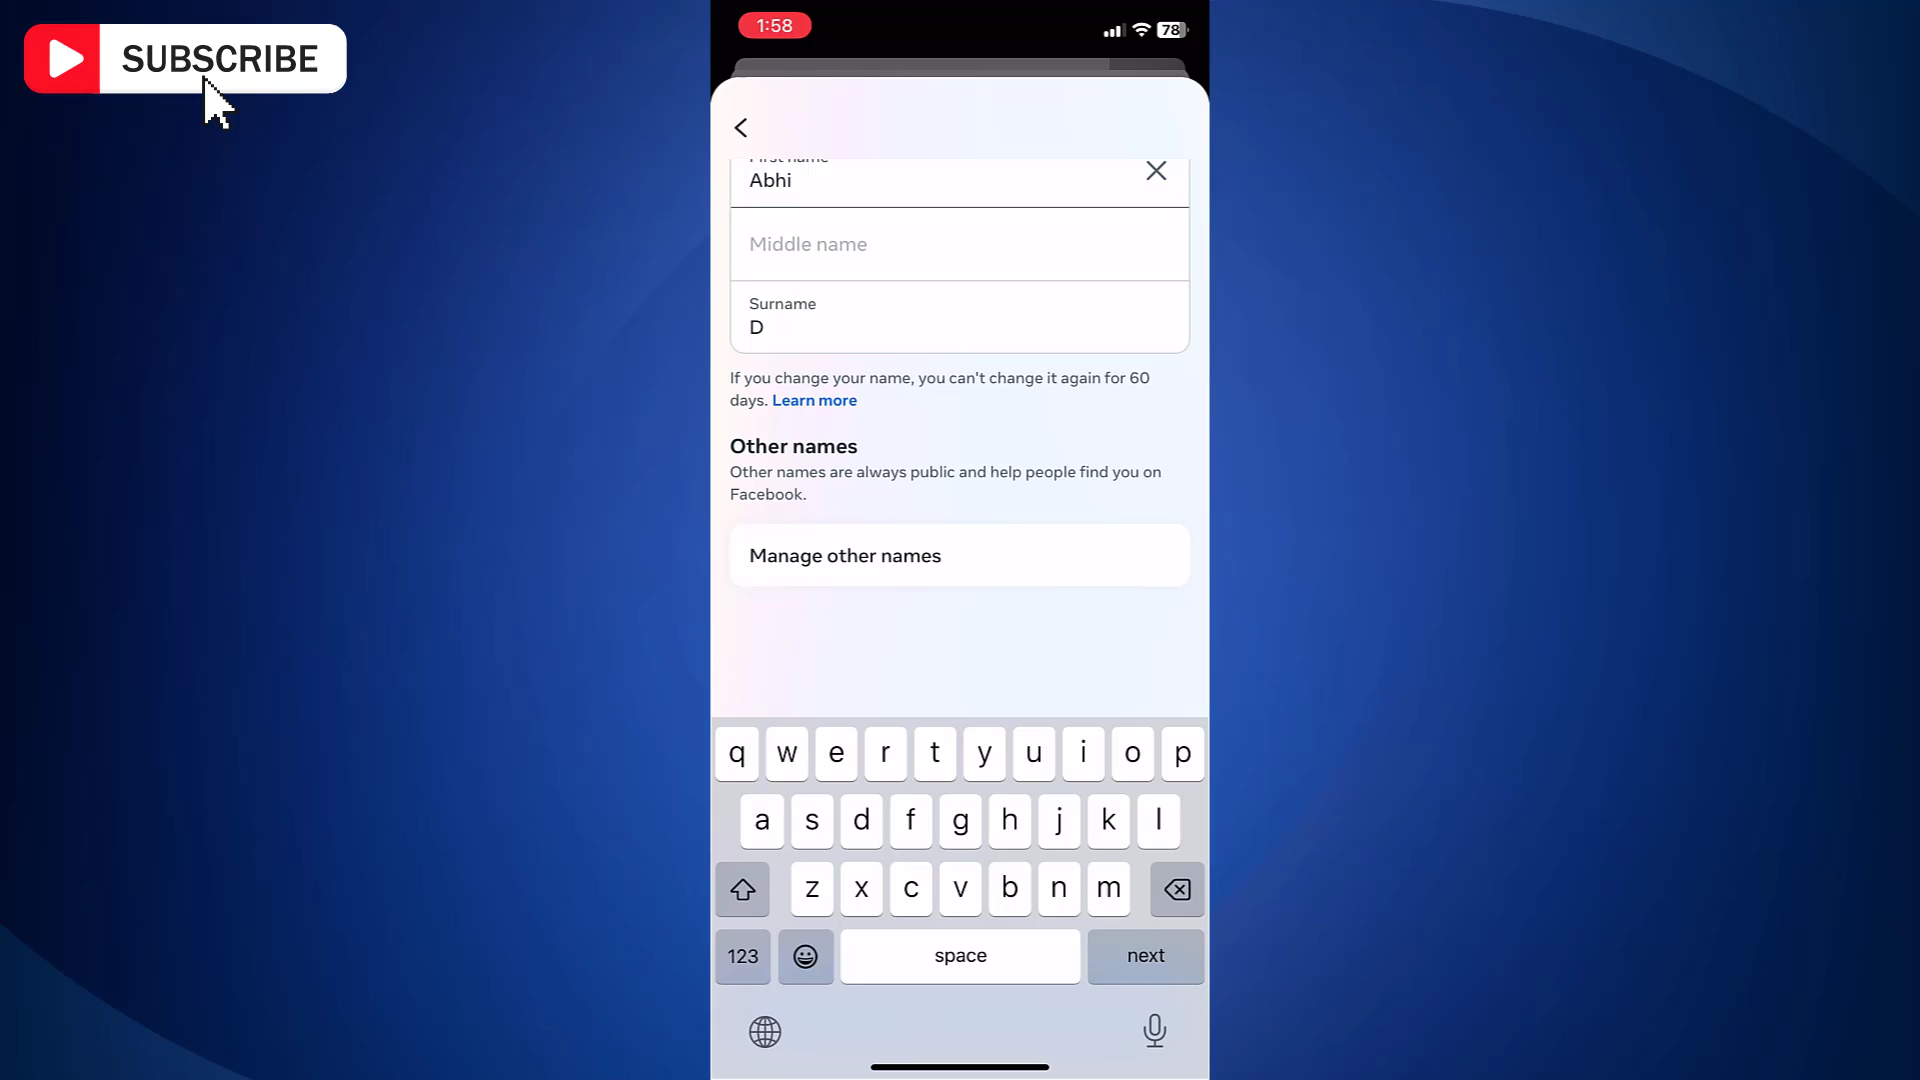 SUBSCRIBE
1:58
78
First name
Abhi
Middle name
Surname
D
If you change your name, you can't change it again for 60
days. Learn more
Other names
Other names are always public and help people find you on
Facebook.
Manage other names
q w e r t y u i o p
a s d f g h j k l
z x c v b n m
123 space next